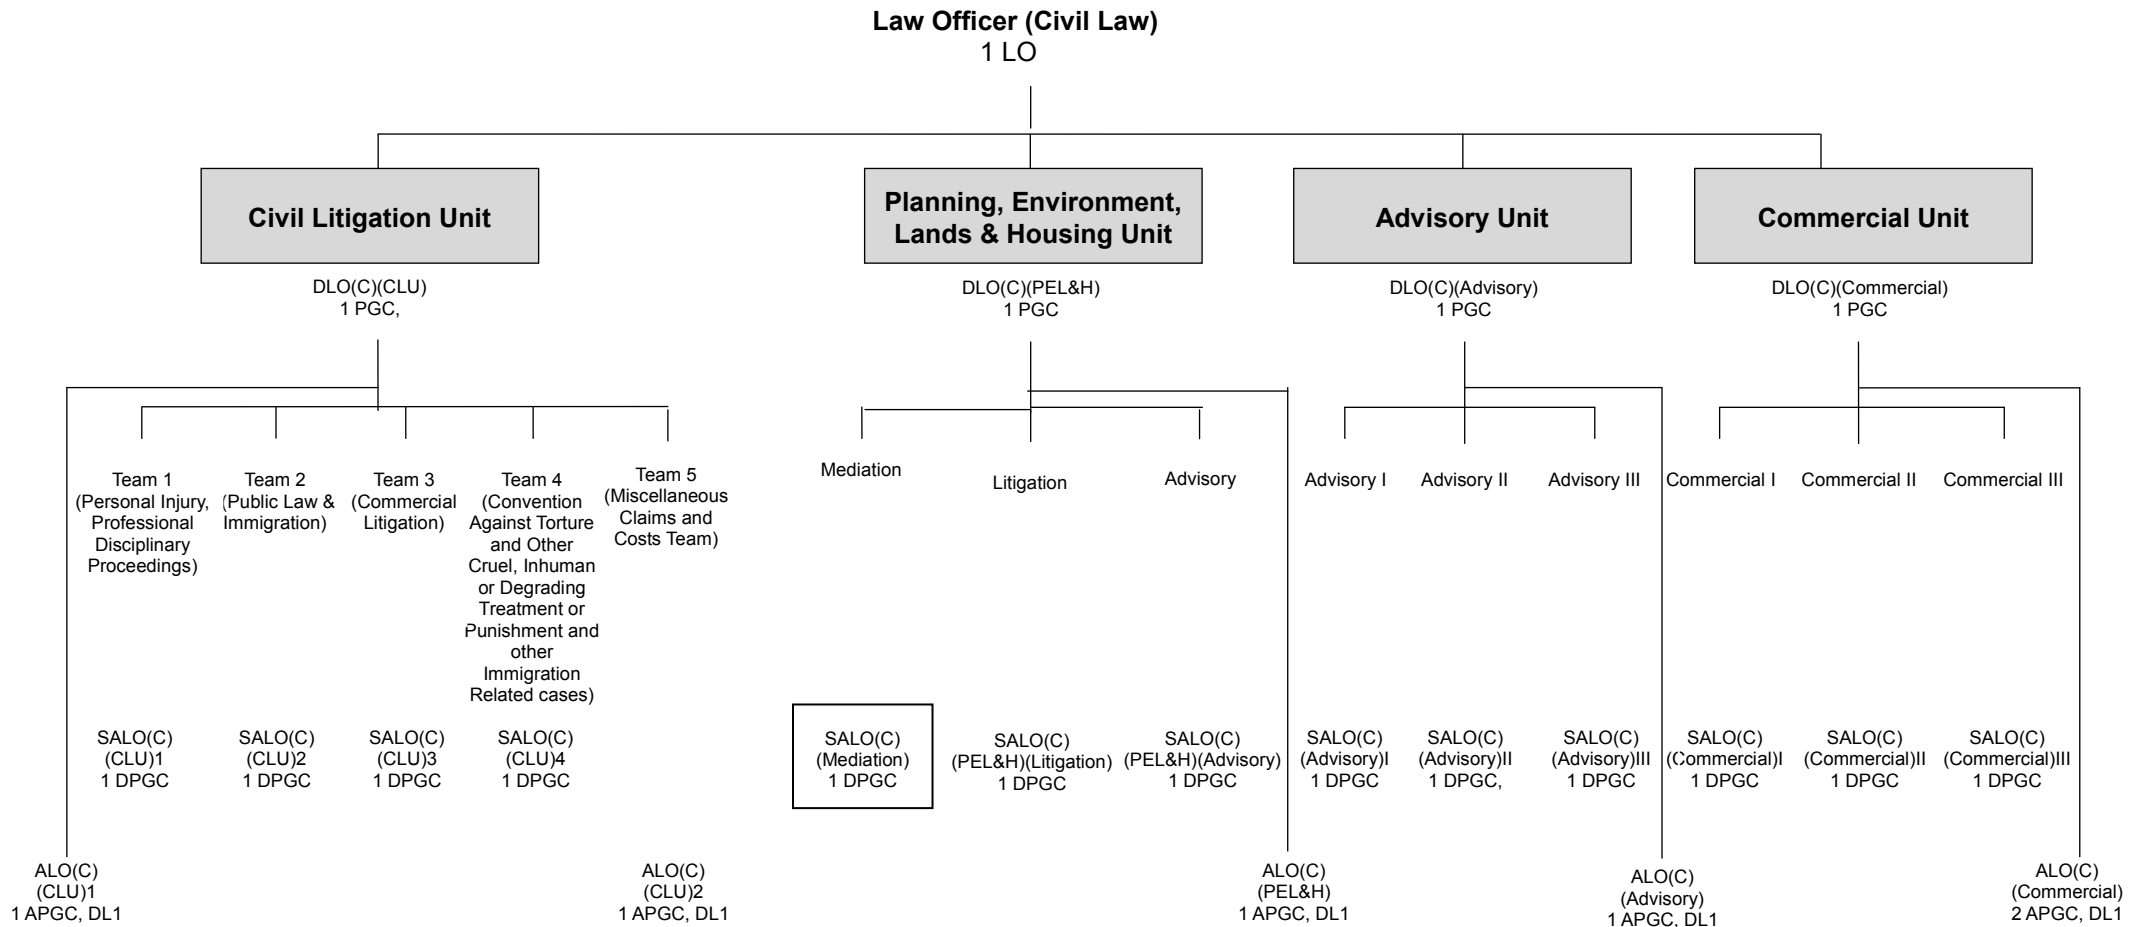 Law Officer (Civil Law)
1 LO
Civil Litigation Unit
Planning, Environment,
Lands & Housing Unit
Advisory Unit
Commercial Unit
DLO(C)(CLU)
1 PGC,
DLO(C)(PEL&H)
1 PGC
DLO(C)(Advisory)
1 PGC
DLO(C)(Commercial)
1 PGC
Team 1
(Personal Injury,
Professional
Disciplinary
Proceedings)
Team 2
(Public Law &
Immigration)
Team 3
(Commercial
Litigation)
Team 4
(Convention
Against Torture
and Other
Cruel, Inhuman
or Degrading
Treatment or
Punishment and
other
Immigration
Related cases)
Team 5
(Miscellaneous
Claims and
Costs Team)
Mediation
Litigation
Advisory
Advisory I
Advisory II
Advisory III
Commercial I
Commercial II
Commercial III
SALO(C)
(CLU)1
1 DPGC
SALO(C)
(CLU)2
1 DPGC
SALO(C)
(CLU)3
1 DPGC
SALO(C)
(CLU)4
1 DPGC
SALO(C)
(Mediation)
1 DPGC
SALO(C)
(PEL&H)(Litigation)
1 DPGC
SALO(C)
(PEL&H)(Advisory)
1 DPGC
SALO(C)
(Advisory)I
1 DPGC
SALO(C)
(Advisory)II
1 DPGC,
SALO(C)
(Advisory)III
1 DPGC
SALO(C)
(Commercial)I
1 DPGC
SALO(C)
(Commercial)II
1 DPGC
SALO(C)
(Commercial)III
1 DPGC
ALO(C)
(CLU)1
1 APGC, DL1
ALO(C)
(CLU)2
1 APGC, DL1
ALO(C)
(PEL&H)
1 APGC, DL1
ALO(C)
(Advisory)
1 APGC, DL1
ALO(C)
(Commercial)
2 APGC, DL1